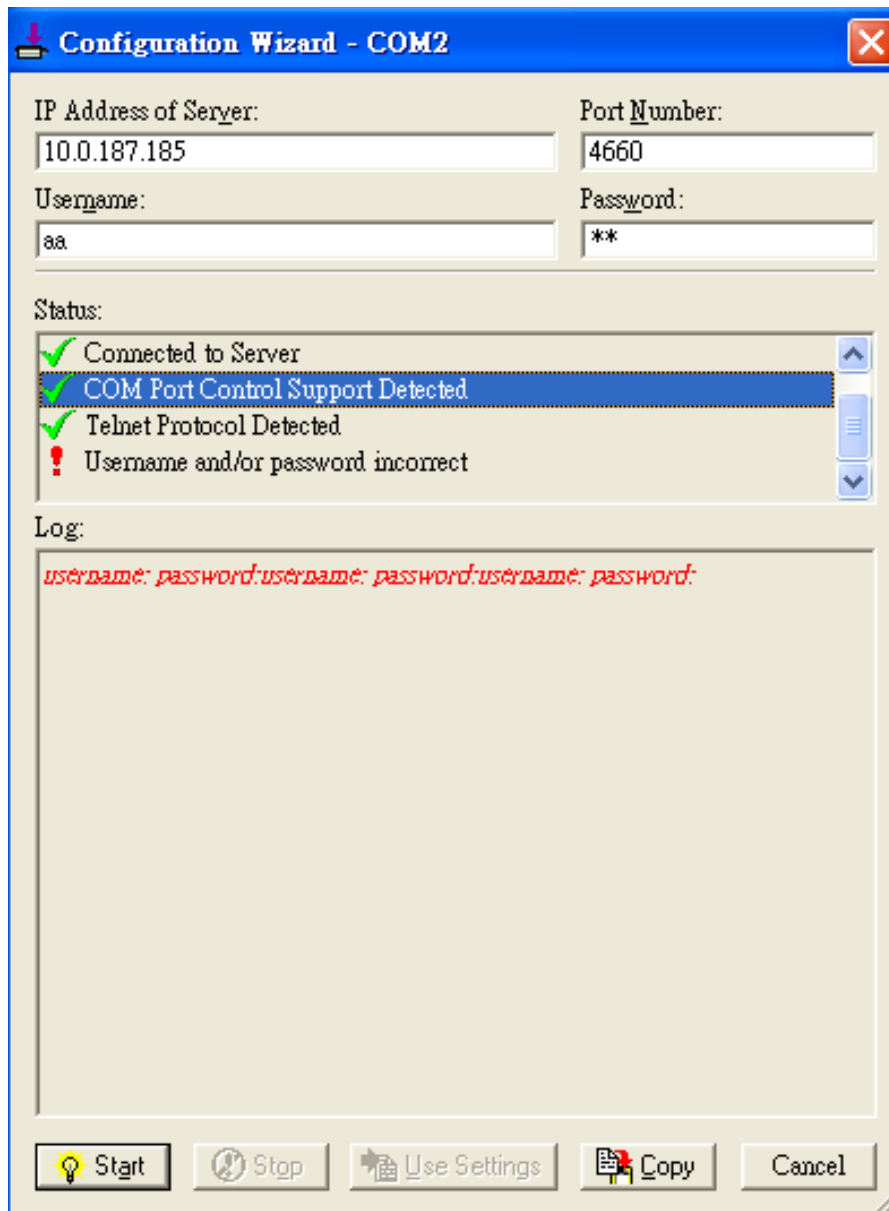 Configuration Wizard - COM2
IP Address of Server: Port Number:
10.0.187.185 4660
Username: Password:
aa **
Status:
Connected to Server
COM Port Control Support Detected
Telnet Protocol Detected
Username and/or password incorrect
Log:
username: password:username: password:username: password:
Start Stop Use Settings Copy Cancel